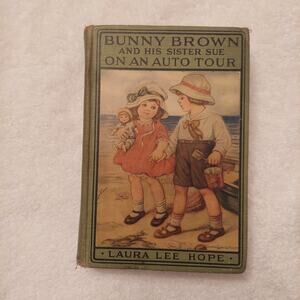 BUNNY BROWN
AND HIS SISTER SUE
ON AN AUTO TOUR
· LAURA LEE HOPE ·